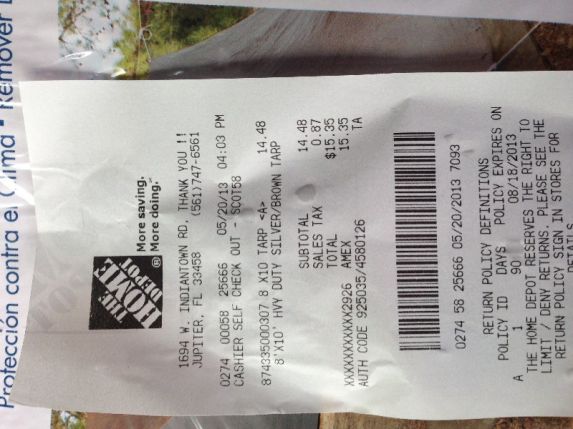 Protección contra el Clima • Remover
THE
HOME
DEPOT
® More saving.
More doing.™
1694 W. INDIANTOWN RD, THANK YOU !!
JUPITER, FL 33458 (561)747-6561
0274 00058 25666 05/20/13 04:03 PM
CASHIER SELF CHECK OUT - SCOT58
874335000307 8 X10 TARP <A> 14.48
8'X10' HVY DUTY SILVER/BROWN TARP
SUBTOTAL 14.48
SALES TAX 0.87
TOTAL $15.35
XXXXXXXXXXX2926 AMEX 15.35
AUTH CODE 925035/4580126 TA
0274 58 25666 05/20/2013 7093
RETURN POLICY DEFINITIONS
POLICY ID DAYS POLICY EXPIRES ON
A 1 90 08/18/2013
THE HOME DEPOT RESERVES THE RIGHT TO
LIMIT / DENY RETURNS. PLEASE SEE THE
RETURN POLICY SIGN IN STORES FOR
DETAILS